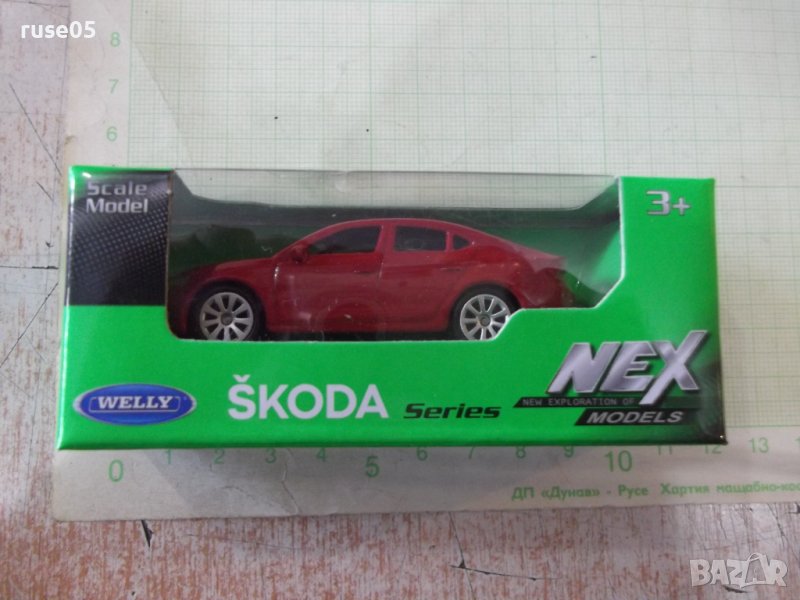 ruse05
8
7
6
Scale
Model
3+
WELLY
ŠKODA Series
NEX
NEW EXPLORATION OF
MODELS
0 1 2 3 4 5 6 7 8 9 10 11 12 13
ДП «Дунав» - Русе Хартия мащабно-ко
BAZAR